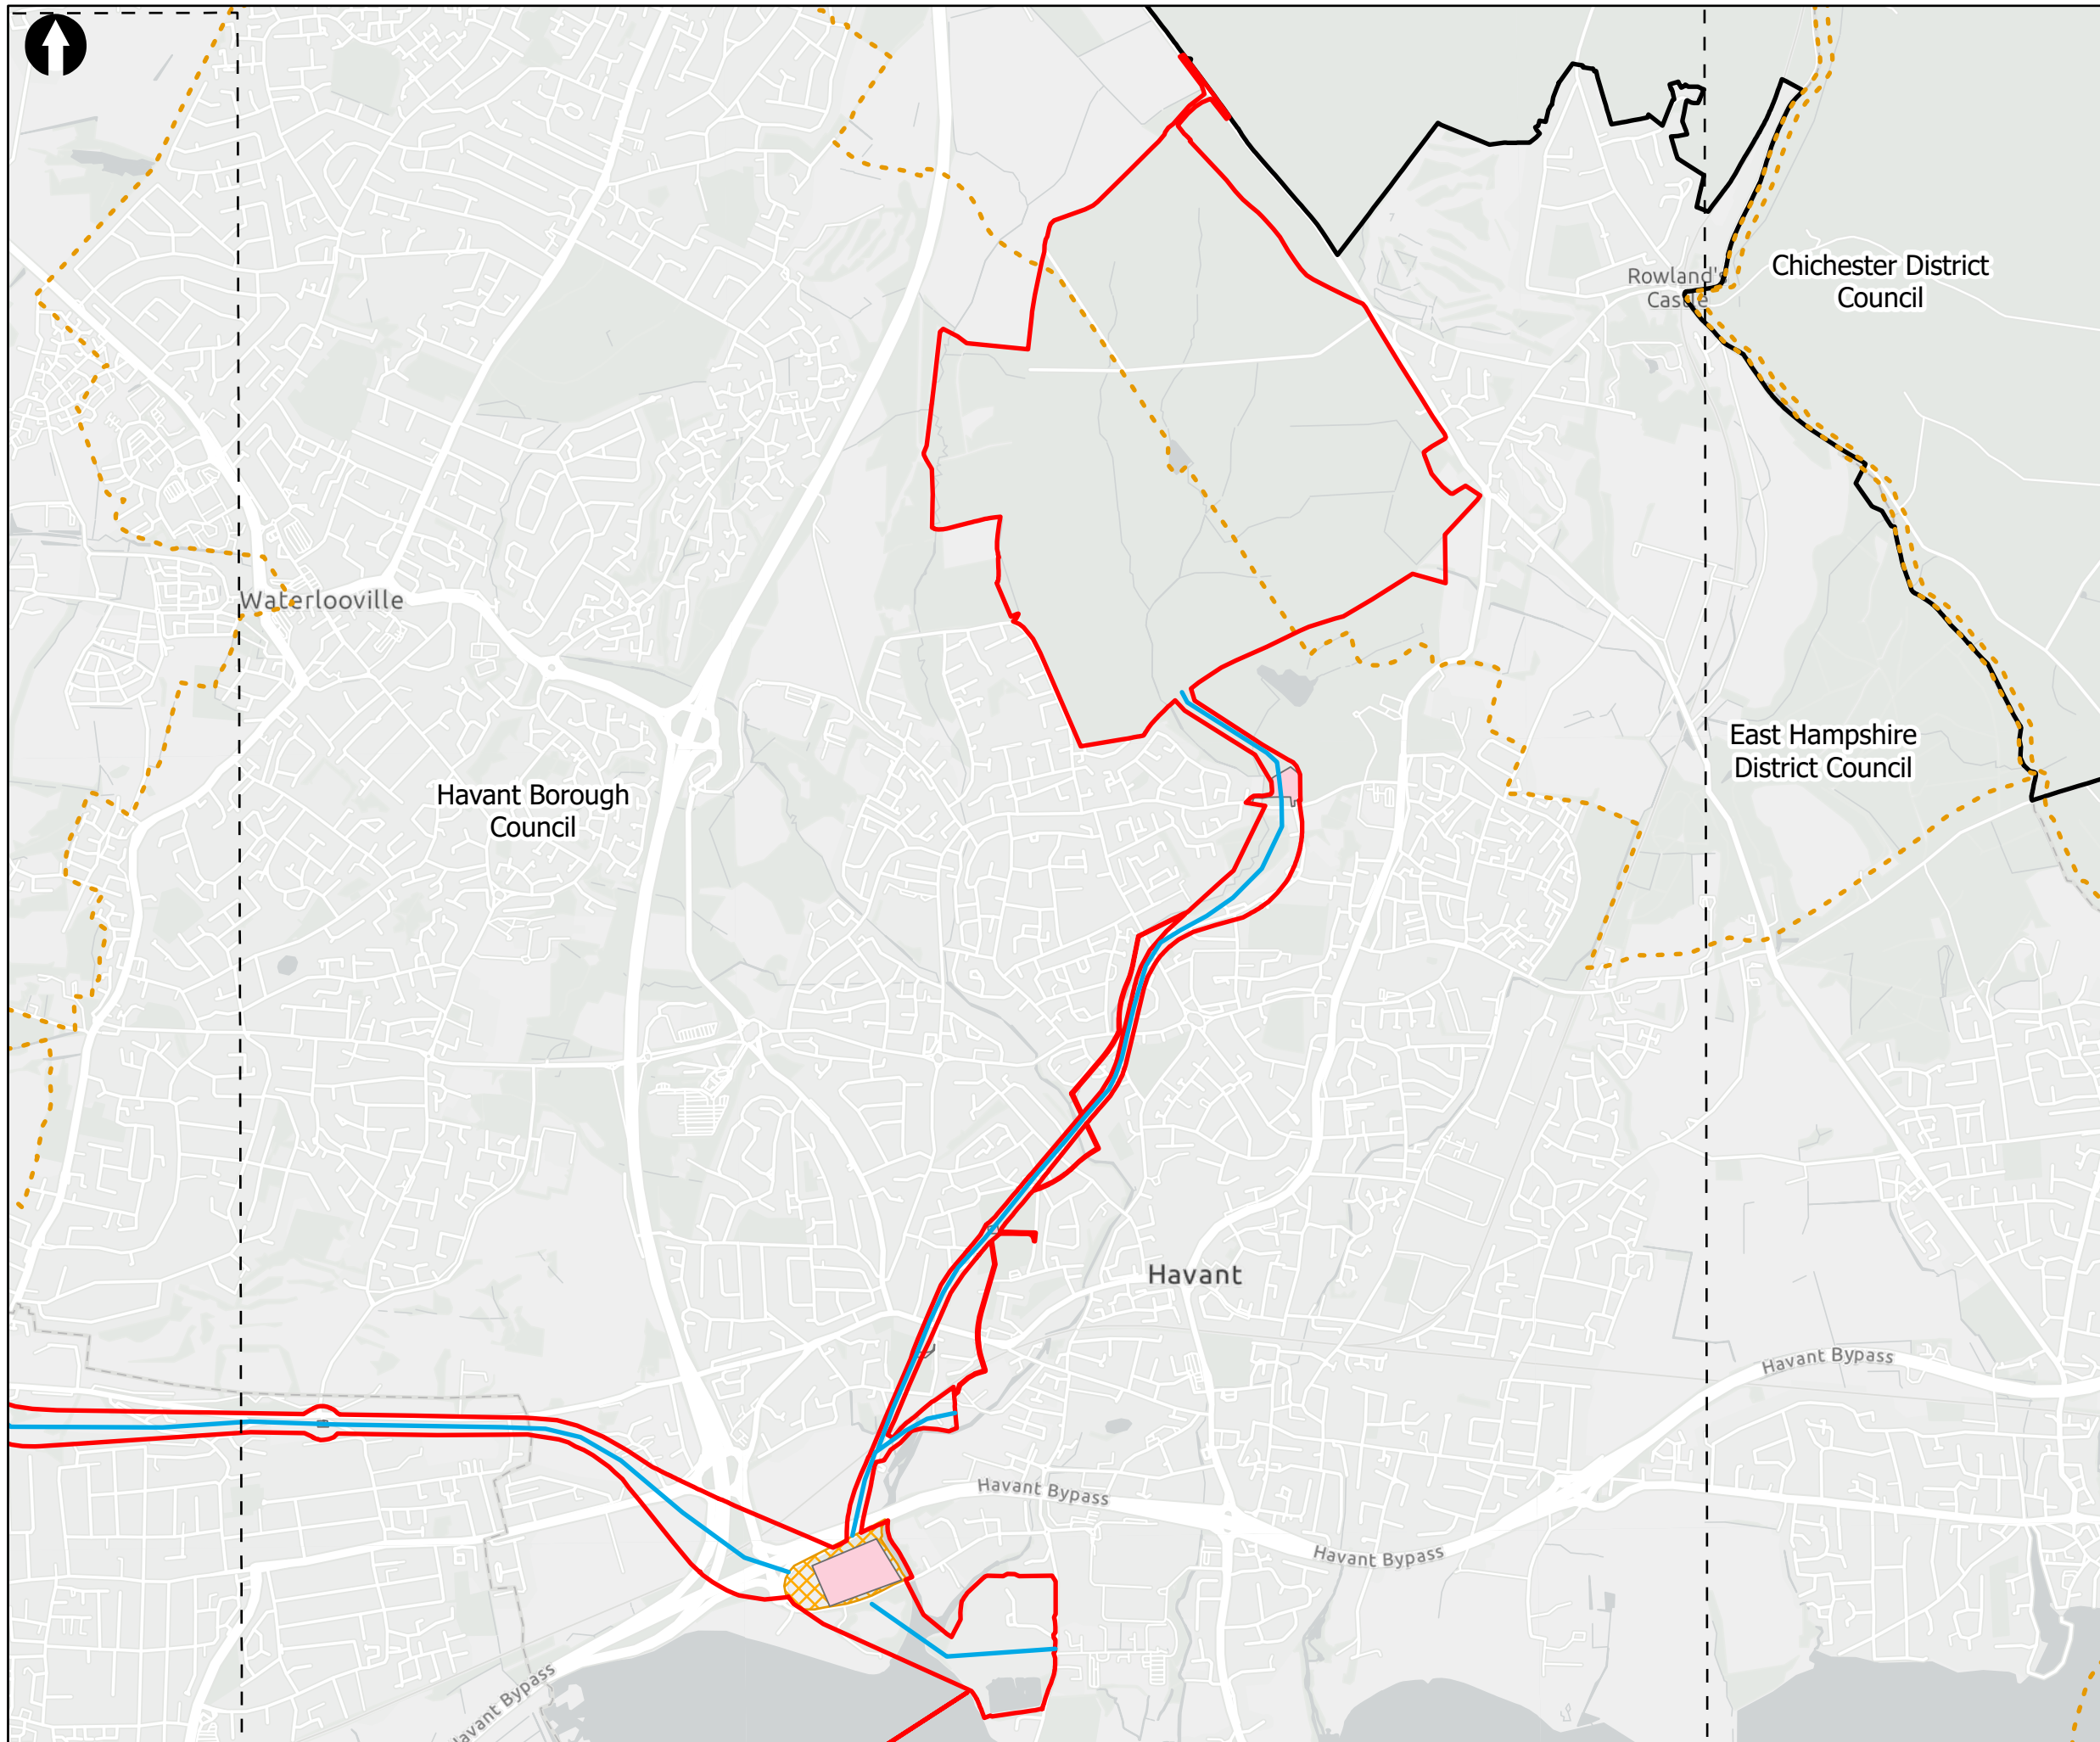 Rowland's
Castle
Chichester District
Council
Waterlooville
East Hampshire
District Council
Havant Borough
Council
Havant
Havant Bypass
Havant Bypass
Havant Bypass
Havant Bypass